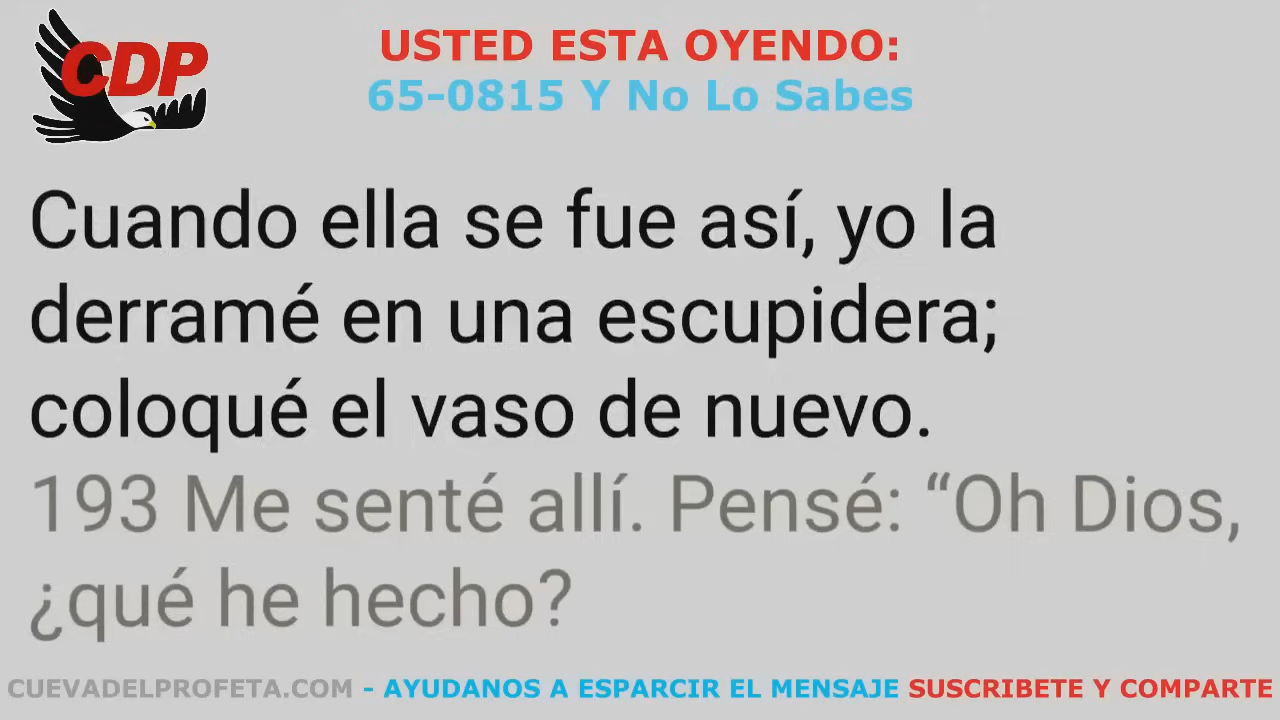 CDP
USTED ESTA OYENDO:
65-0815 Y No Lo Sabes
Cuando ella se fue así, yo la
derramé en una escupidera;
coloqué el vaso de nuevo.
193 Me senté allí. Pensé: “Oh Dios,
¿qué he hecho?
CUEVADELPROFETA.COM - AYUDANOS A ESPARCIR EL MENSAJE SUSCRIBETE Y COMPARTE